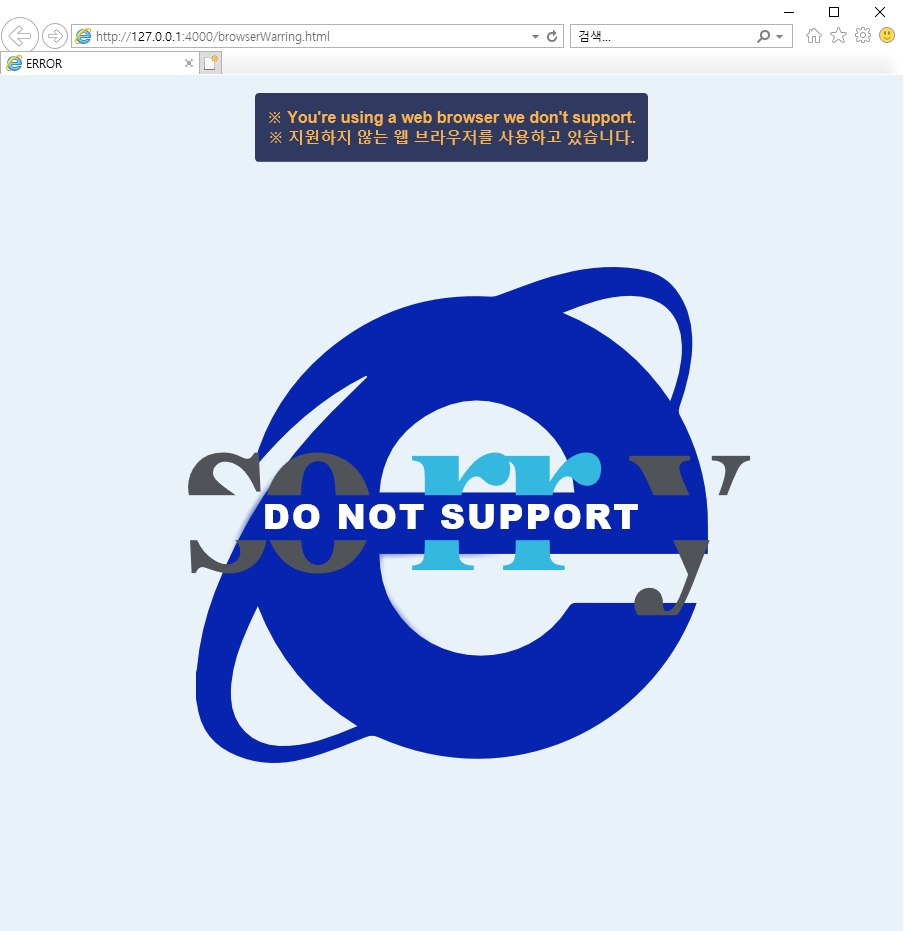 http://127.0.0.1:4000/browserWarring.html
검색...
ERROR
※ You're using a web browser we don't support.
※ 지원하지 않는 웹 브라우저를 사용하고 있습니다.
sorry
DO NOT SUPPORT